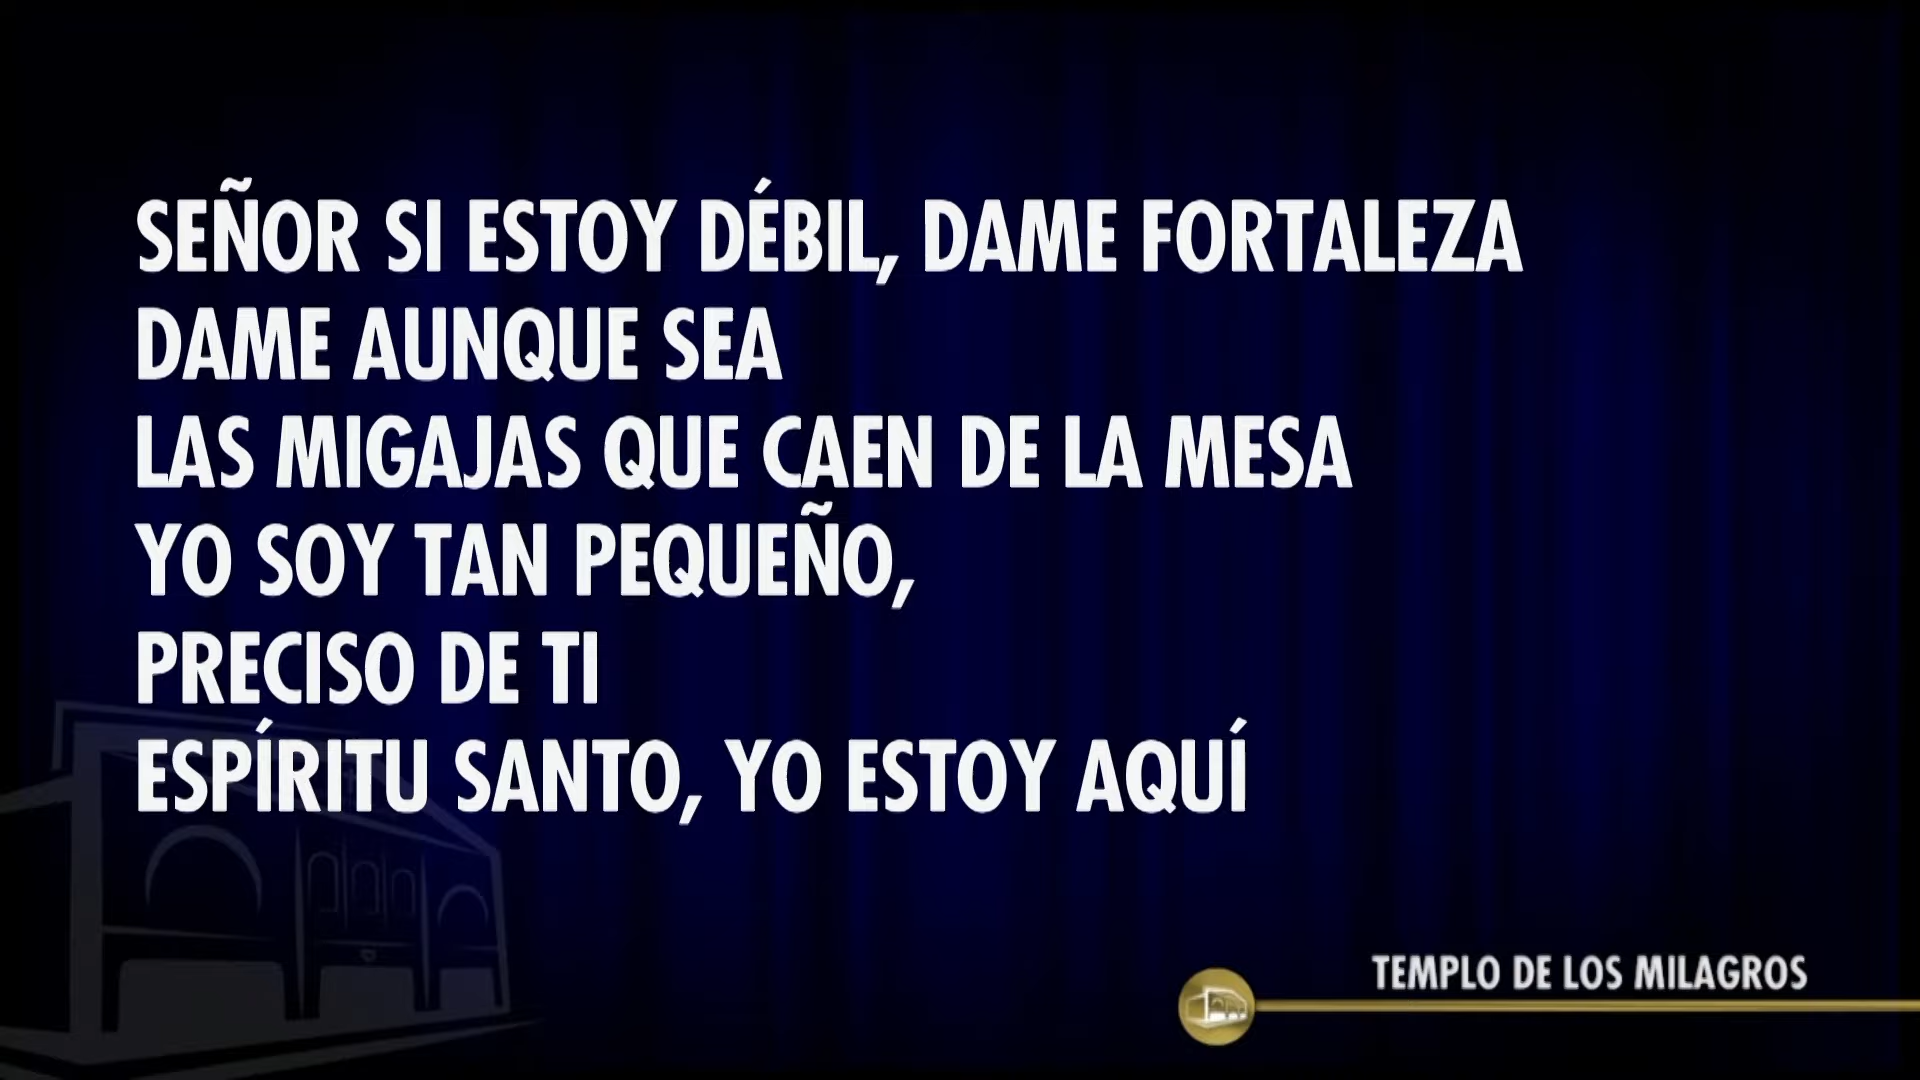 SEÑOR SI ESTOY DÉBIL, DAME FORTALEZA
DAME AUNQUE SEA
LAS MIGAJAS QUE CAEN DE LA MESA
YO SOY TAN PEQUEÑO,
PRECISO DE TI
ESPÍRITU SANTO, YO ESTOY AQUÍ
TEMPLO DE LOS MILAGROS